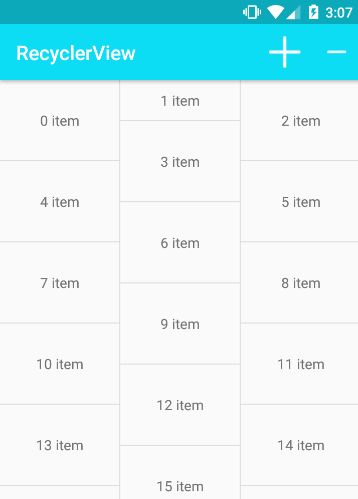 3:07
RecyclerView
1 item
0 item
2 item
3 item
4 item
5 item
6 item
7 item
8 item
9 item
10 item
11 item
12 item
13 item
14 item
15 item